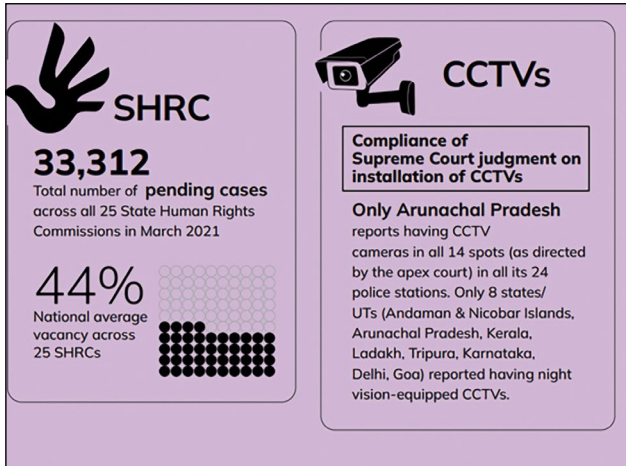 SHRC
33,312
Total number of pending cases
across all 25 State Human Rights
Commissions in March 2021
44%
National average
vacancy across
25 SHRCs
CCTVs
Compliance of
Supreme Court judgment on
installation of CCTVs
Only Arunachal Pradesh
reports having CCTV
cameras in all 14 spots (as directed
by the apex court) in all its 24
police stations. Only 8 states/
UTs (Andaman & Nicobar Islands,
Arunachal Pradesh, Kerala,
Ladakh, Tripura, Karnataka,
Delhi, Goa) reported having night
vision-equipped CCTVs.